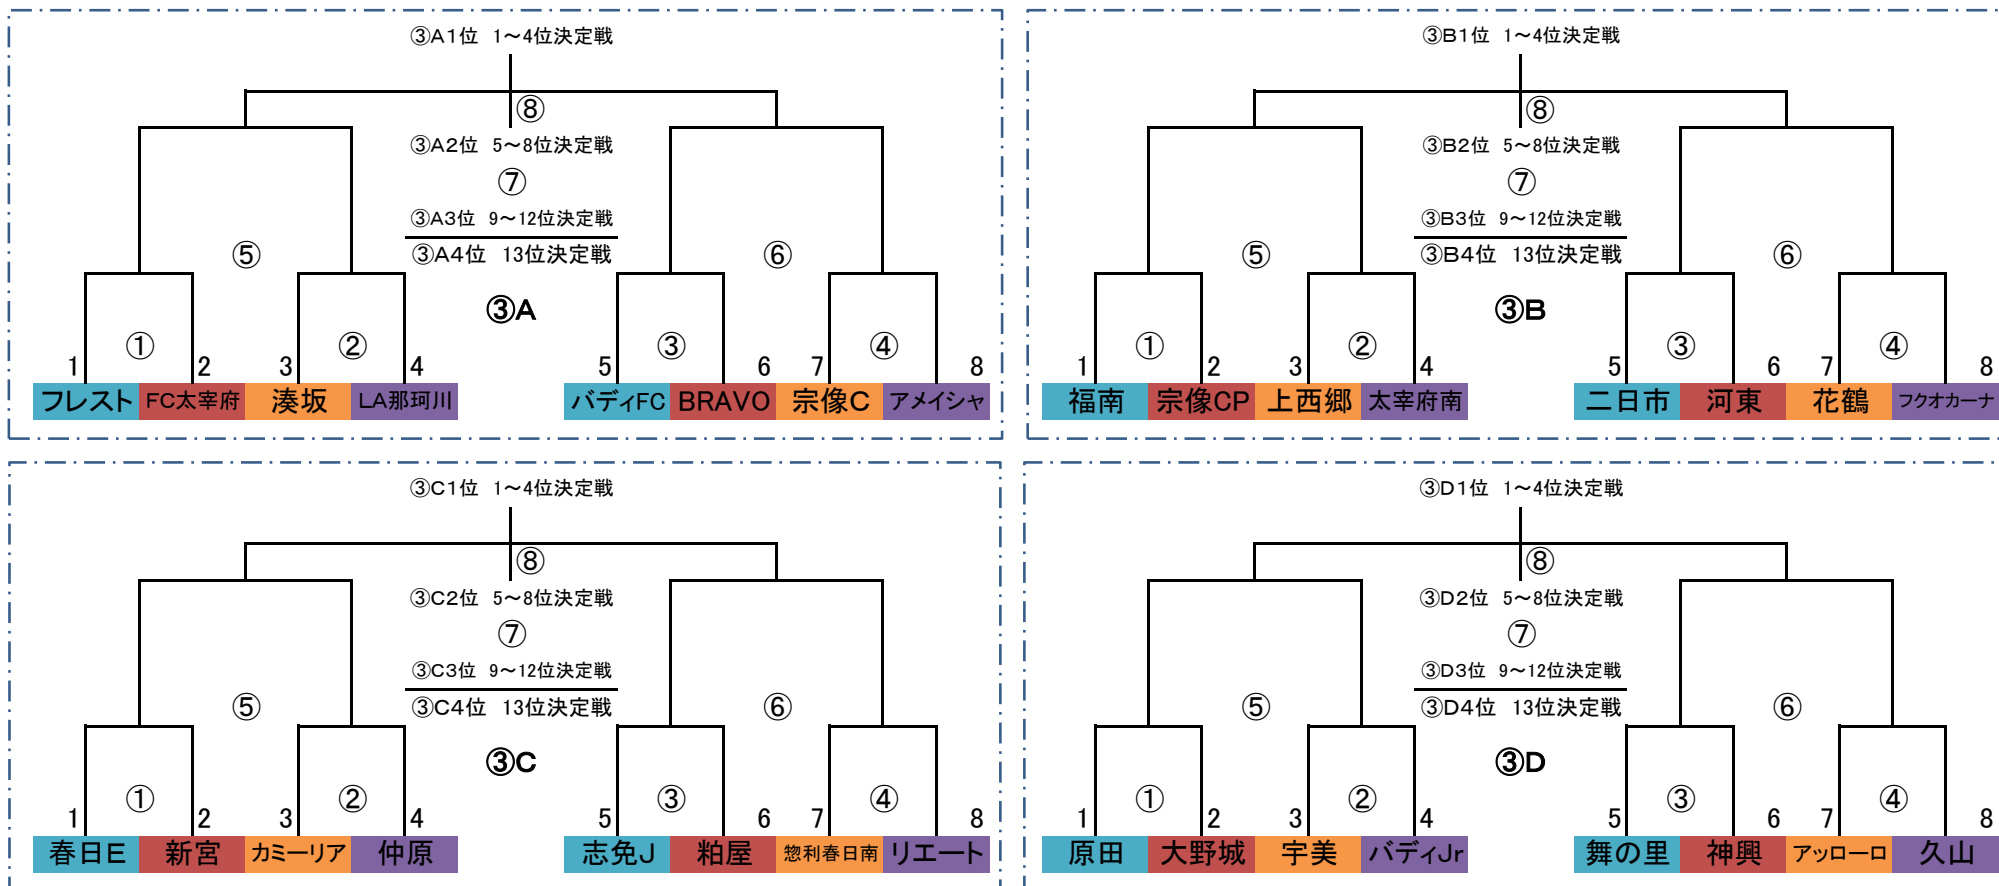 ③A1位 1～4位決定戦
⑧
③A2位 5～8位決定戦
⑦
③A3位 9～12位決定戦
⑤ ③A4位 13位決定戦 ⑥
③A
1 ① 2 3 ② 4 5 ③ 6 7 ④ 8
フレスト FC太宰府 湊坂 LA那珂川 バディFC BRAVO 宗像C アメイシャ
③B1位 1～4位決定戦
⑧
③B2位 5～8位決定戦
⑦
③B3位 9～12位決定戦
⑤ ③B4位 13位決定戦 ⑥
③B
1 ① 2 3 ② 4 5 ③ 6 7 ④ 8
福南 宗像CP 上西郷 太宰府南 二日市 河東 花鶴 フクオカーナ
③C1位 1～4位決定戦
⑧
③C2位 5～8位決定戦
⑦
③C3位 9～12位決定戦
⑤ ③C4位 13位決定戦 ⑥
③C
1 ① 2 3 ② 4 5 ③ 6 7 ④ 8
春日E 新宮 カミーリア 仲原 志免J 粕屋 惣利春日南 リエート
③D1位 1～4位決定戦
⑧
③D2位 5～8位決定戦
⑦
③D3位 9～12位決定戦
⑤ ③D4位 13位決定戦 ⑥
③D
1 ① 2 3 ② 4 5 ③ 6 7 ④ 8
原田 大野城 宇美 バディJr 舞の里 神興 アッローロ 久山